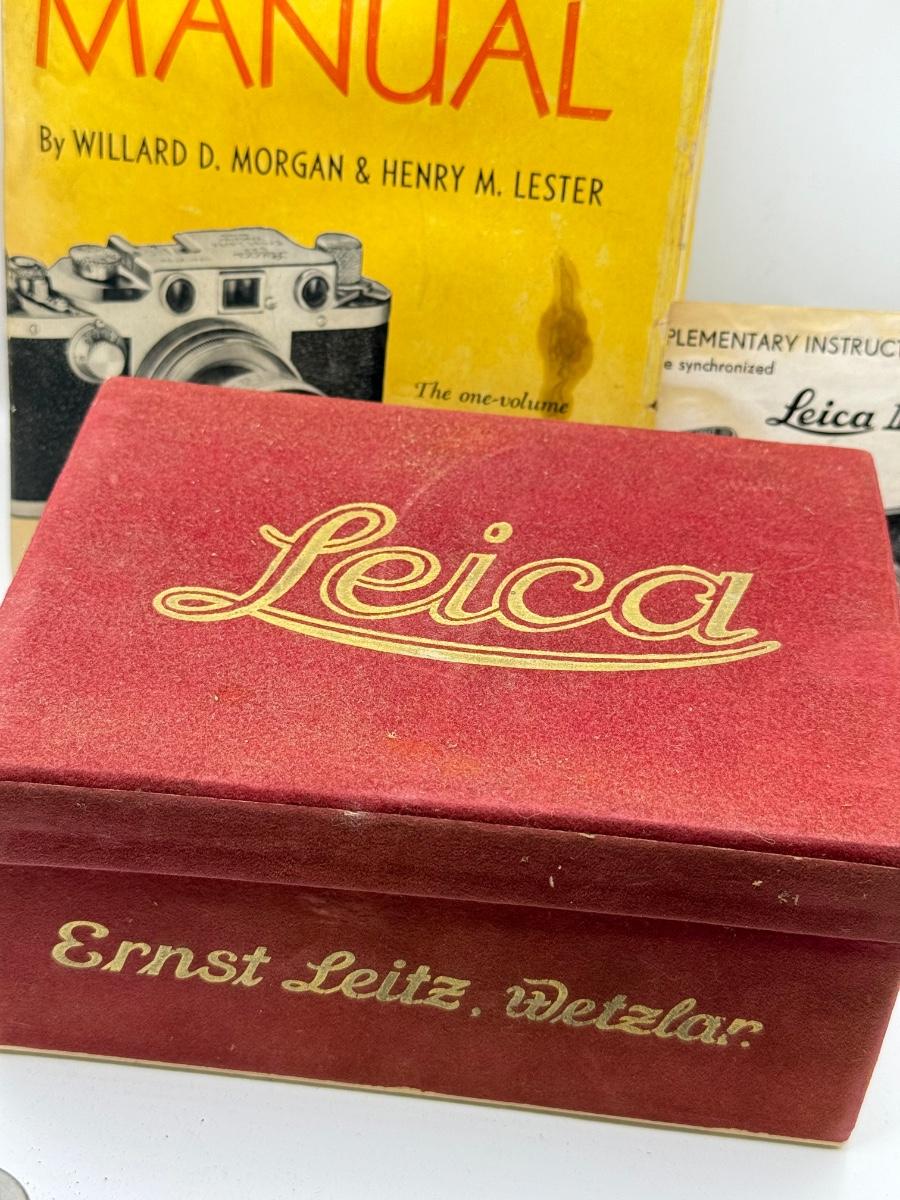 MANUAL
By WILLARD D. MORGAN & HENRY M. LESTER
The one-volume
PLEMENTARY INSTRUCT
e synchronized
Leica
Leica
Ernst Leitz, Wetzlar.